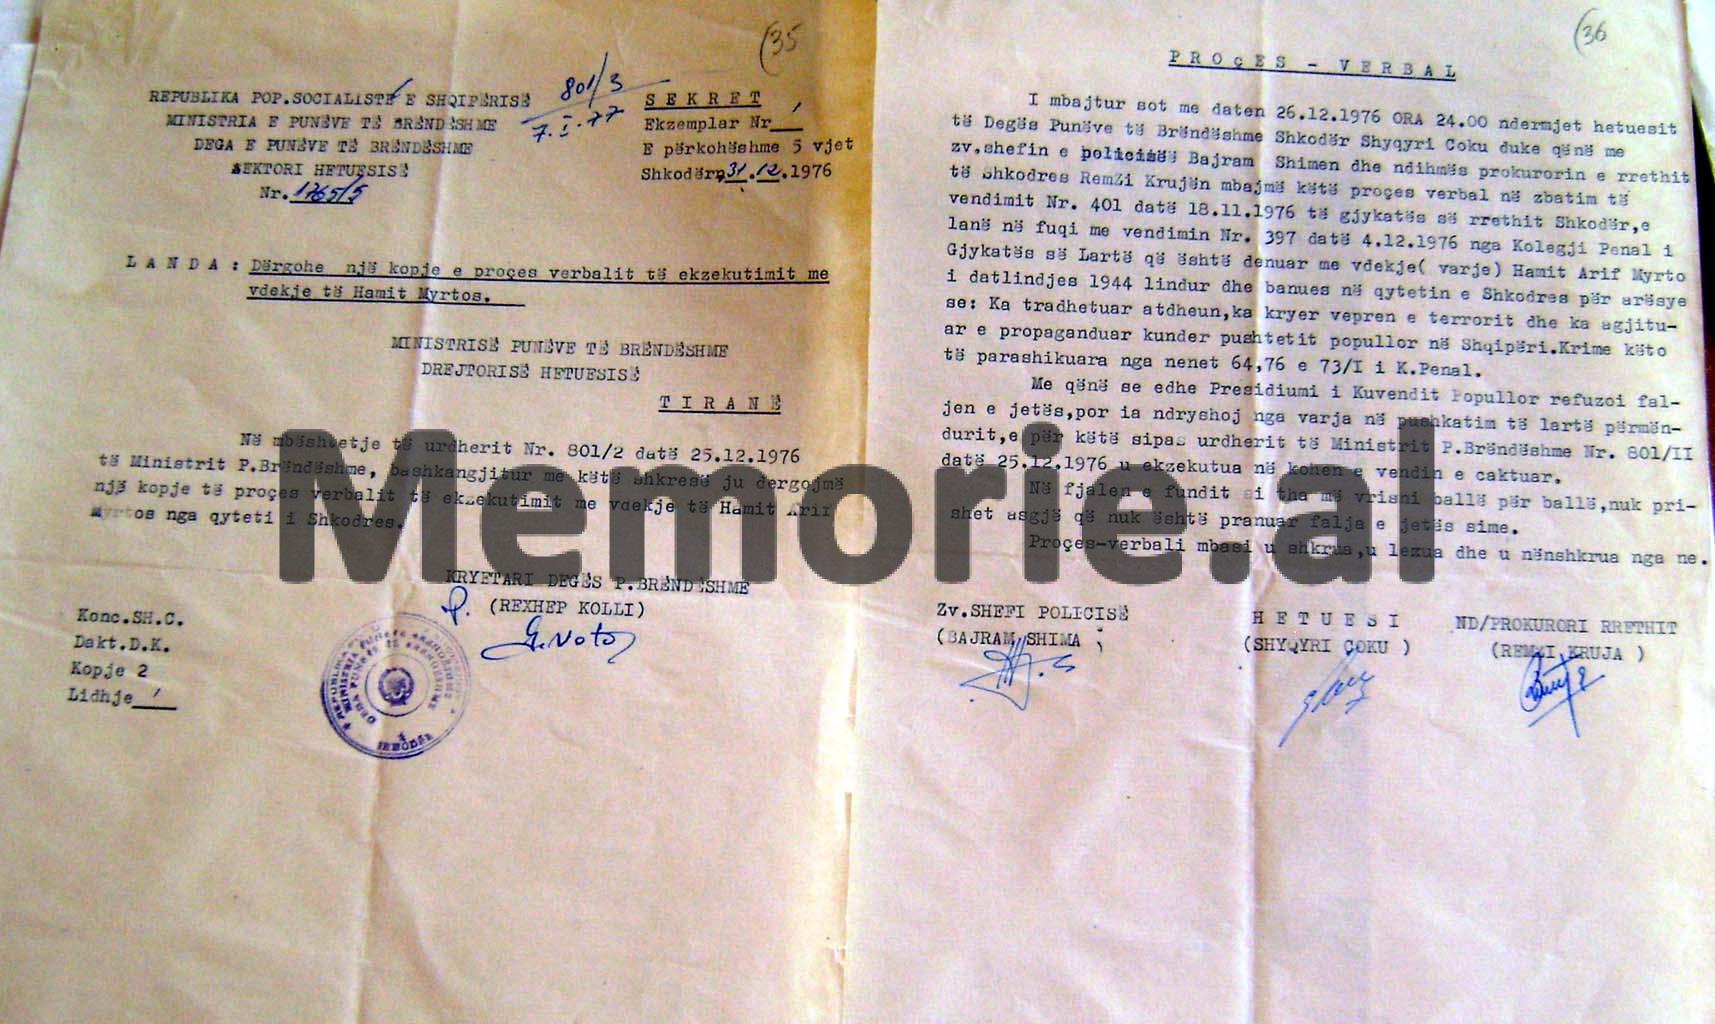 (35
801/3
7.I.77
REPUBLIKA POP.SOCIALISTE E SHQIPËRISË
MINISTRIA E PUNËVE TË BRËNDËSHME
DEGA E PUNËVE TË BRËNDËSHME
SEKTORI HETUESISË
Nr. 1765/5
S E K R E T
Ekzemplar Nr
E përkohëshme 5 vjet
Shkodër, 31.12.1976
L A N D A : Dërgohe një kopje e proçes verbalit të ekzekutimit me
vdekje të Hamit Myrtos.
MINISTRISË PUNËVE TË BRËNDËSHME
DREJTORISË HETUESISË
T I R A N Ë
Në mbështetje të urdherit Nr. 801/2 datë 25.12.1976
të Ministrit P.Brëndëshme, bashkangjitur me këtë shkresë ju dergojmë
një kopje të proçes verbalit të ekzekutimit me vdekje të Hamit Arif
Myrtos nga qyteti i Shkodres.
KRYETARI DEGËS P.BRËNDËSHME
(REXHEP KOLLI)
Konc.SH.C.
Dakt.D.K.
Kopje 2
Lidhje
(36
P R O Ç E S - V E R B A L
I mbajtur sot me daten 26.12.1976 ORA 24.00 ndermjet hetuesit
të Degës Punëve të Brëndëshme Shkodër Shyqyri Coku duke qënë me
zv.shefin e policisë Bajram Shimen dhe ndihmës prokurorin e rrethit
të Shkodres RemZi Krujën mbajmë këtë proçes verbal në zbatim të
vendimit Nr. 401 datë 18.11.1976 të gjykatës së rrethit Shkodër,e
lanë në fuqi me vendimin Nr. 397 datë 4.12.1976 nga Kolegji Penal i
Gjykatës së Lartë që është denuar me vdekje( varje) Hamit Arif Myrto
i datlindjes 1944 lindur dhe banues në qytetin e Shkodres për arësye
se: Ka tradhetuar atdheun,ka kryer vepren e terrorit dhe ka agjitu-
ar e propaganduar kunder pushtetit popullor në Shqipëri.Krime këto
të parashikuara nga nenet 64,76 e 73/I i K.Penal.
Me qënë se edhe Presidiumi i Kuvendit Popullor refuzoi fal-
jen e jetës,por ia ndryshoj nga varja në pushkatim të lartë përmën-
durit,e për këtë sipas urdherit të Ministrit P.Brëndëshme Nr. 801/II
datë 25.12.1976 u ekzekutua në kohen e vendin e caktuar.
Në fjalen e fundit ai tha më vrisni ballë për ballë,nuk pri-
shet asgjë që nuk është pranuar falja e jetës sime.
Proçes-verbali mbasi u shkrua,u lexua dhe u nënshkrua nga ne.
Zv.SHEFI POLICISË
(BAJRAM SHIMA )
H E T U E S I
(SHYQYRI ÇOKU )
ND/PROKURORI RRETHIT
(REMZI KRUJA )
Memorie.al